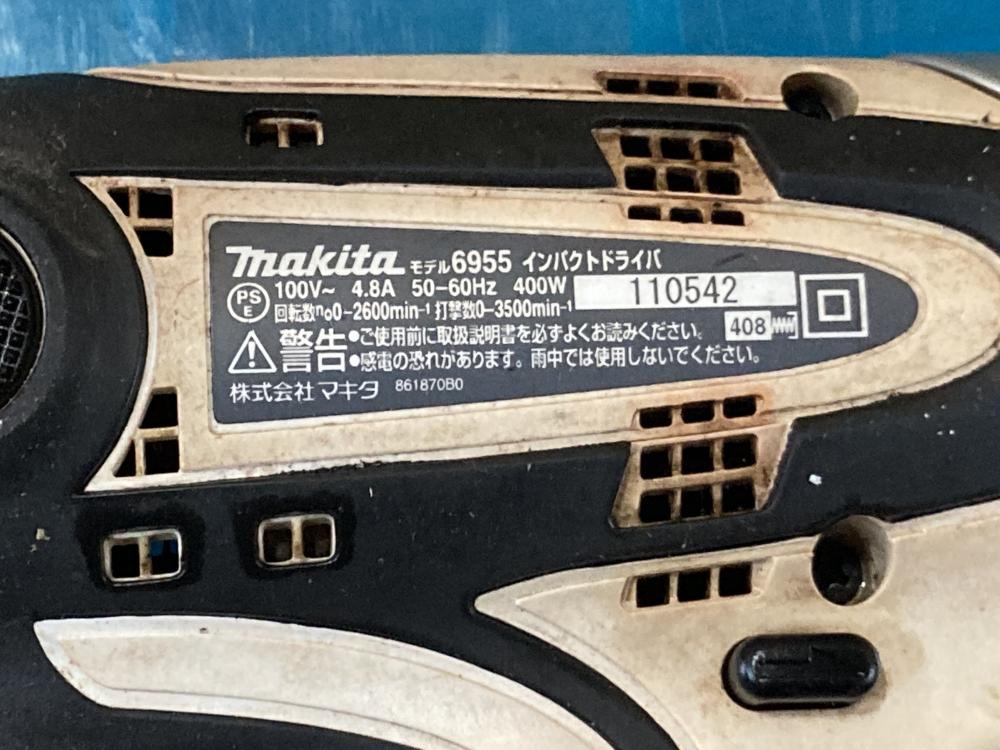 makita モデル6955 インパクトドライバ
PS E 100V~ 4.8A 50-60Hz 400W 110542
回転数n₀0-2600min⁻¹ 打撃数0-3500min⁻¹
警告 •ご使用前に取扱説明書を必ずよくお読みください。 408
•感電の恐れがあります。雨中では使用しないでください。
株式会社 マキタ 861870B0